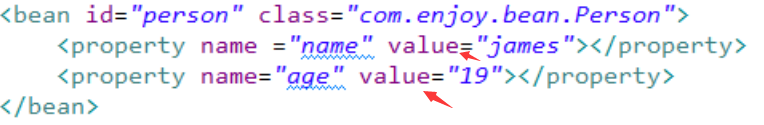 <bean id="person" class="com.enjoy.bean.Person">
    <property name ="name" value="james"></property>
    <property name="age" value="19"></property>
</bean>